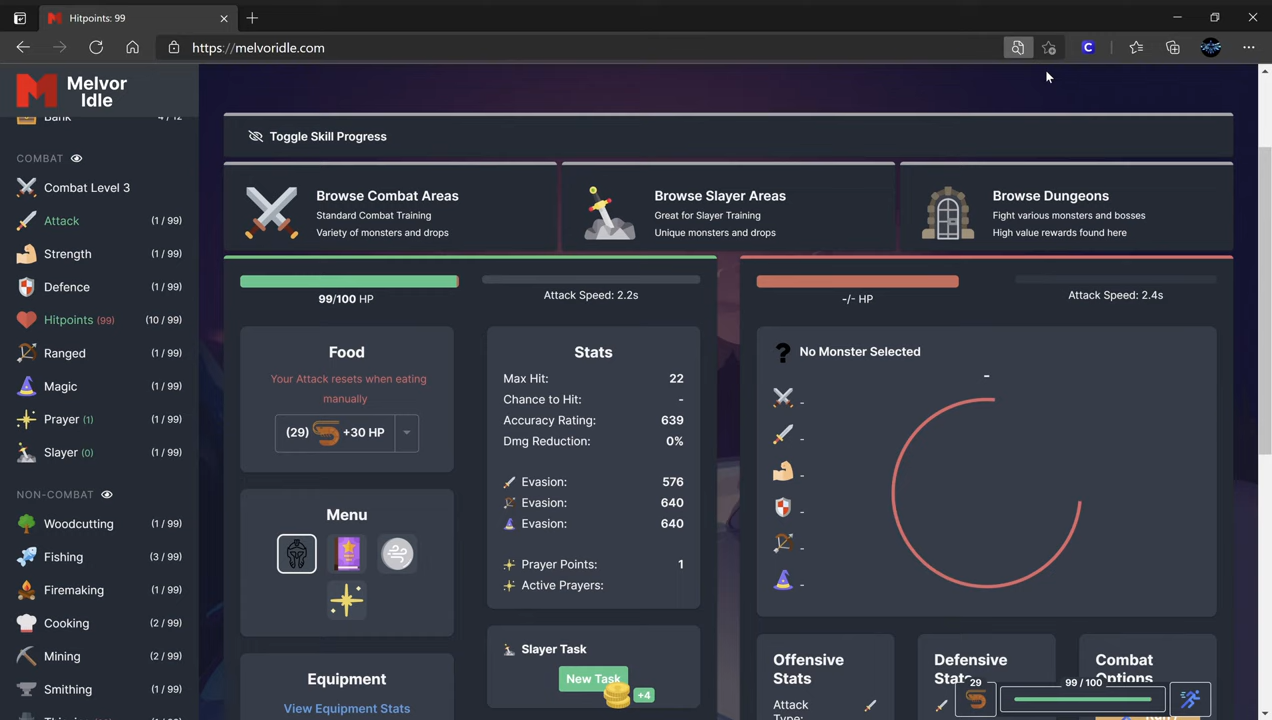 Hitpoints: 99
https://melvoridle.com
Melvor
Idle
Bank 4 / 12
COMBAT
Combat Level 3
Attack (1 / 99)
Strength (1 / 99)
Defence (1 / 99)
Hitpoints (99) (10 / 99)
Ranged (1 / 99)
Magic (1 / 99)
Prayer (1) (1 / 99)
Slayer (0) (1 / 99)
NON-COMBAT
Woodcutting (1 / 99)
Fishing (3 / 99)
Firemaking (1 / 99)
Cooking (2 / 99)
Mining (2 / 99)
Smithing (1 / 99)
Toggle Skill Progress
Browse Combat Areas
Standard Combat Training
Variety of monsters and drops
Browse Slayer Areas
Great for Slayer Training
Unique monsters and drops
Browse Dungeons
Fight various monsters and bosses
High value rewards found here
99/100 HP
Attack Speed: 2.2s
Food
Your Attack resets when eating
manually
(29) +30 HP
Menu
Equipment
View Equipment Stats
Stats
Max Hit: 22
Chance to Hit: -
Accuracy Rating: 639
Dmg Reduction: 0%
Evasion: 576
Evasion: 640
Evasion: 640
Prayer Points: 1
Active Prayers:
Slayer Task
New Task
+4
-/- HP
Attack Speed: 2.4s
No Monster Selected
-
-
-
-
-
-
-
Offensive
Stats
Attack
Type:
Defensive
Stats
Combat
Options
29
99 / 100